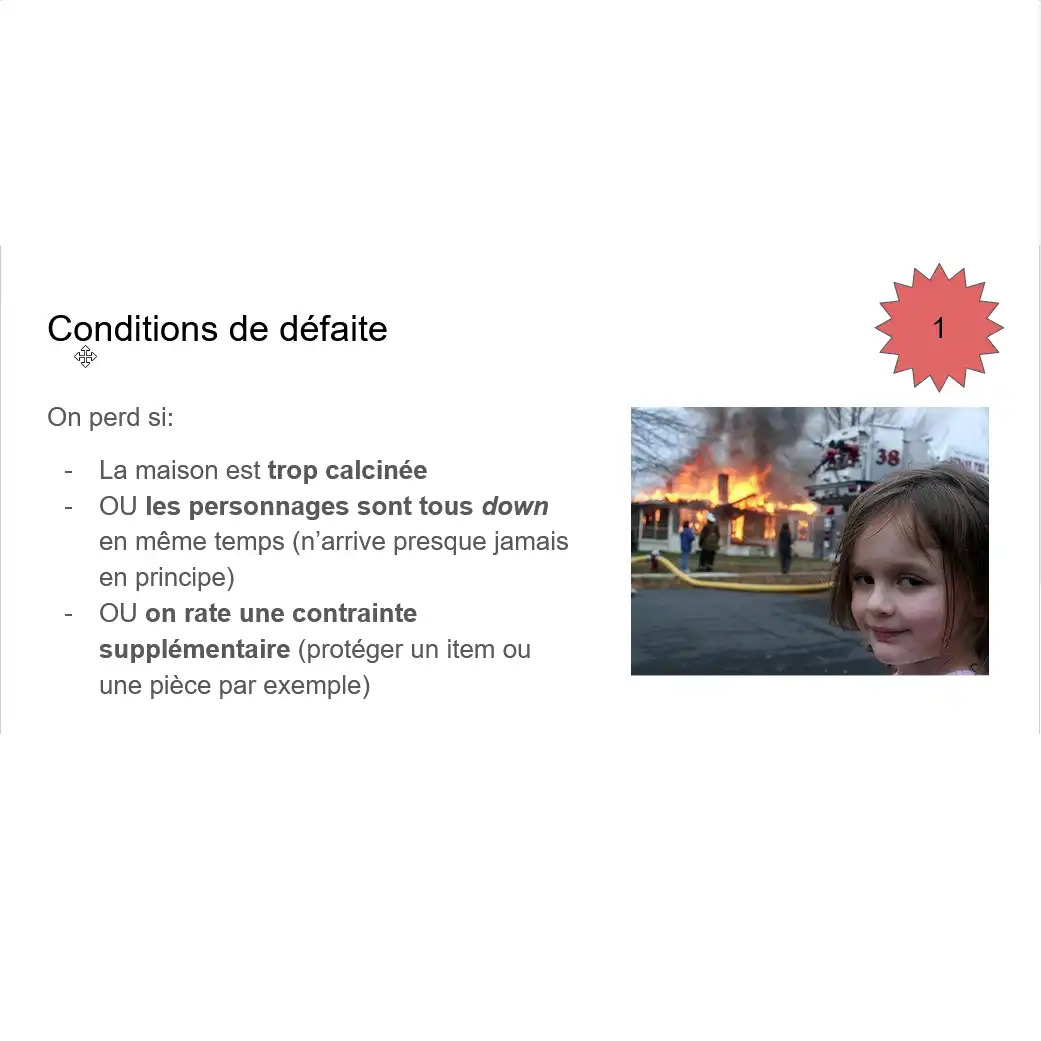 1
Conditions de défaite
On perd si:
- La maison est trop calcinée
- OU les personnages sont tous down
en même temps (n'arrive presque jamais
en principe)
- OU on rate une contrainte
supplémentaire (protéger un item ou
une pièce par exemple)
38